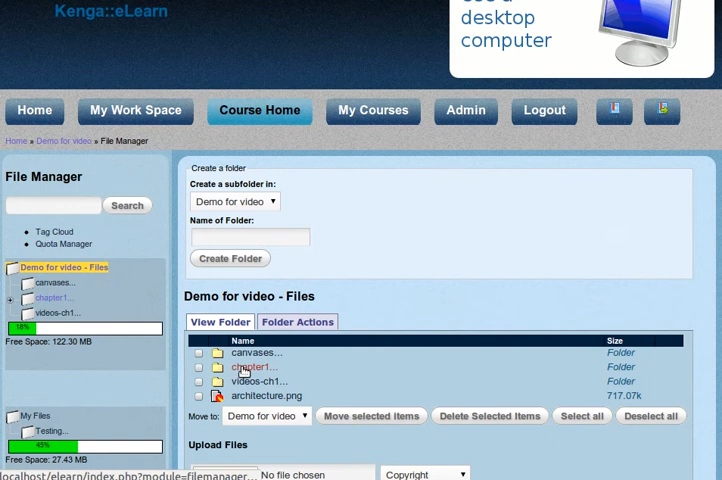 Kenga::eLearn
desktop
computer
Home
My Work Space
Course Home
My Courses
Admin
Logout
Home » Demo for video » File Manager
File Manager
Search
Tag Cloud
Quota Manager
Demo for video - Files
canvases...
chapter1...
videos-ch1...
18%
Free Space: 122.30 MB
My Files
Testing...
45%
Free Space: 27.43 MB
Create a folder
Create a subfolder in:
Demo for video
Name of Folder:
Create Folder
Demo for video - Files
View Folder
Folder Actions
Name Size
canvases... Folder
chapter1... Folder
videos-ch1... Folder
architecture.png 717.07k
Move to: Demo for video Move selected items Delete Selected Items Select all Deselect all
Upload Files
No file chosen Copyright
localhost/elearn/index.php?module=filemanager...